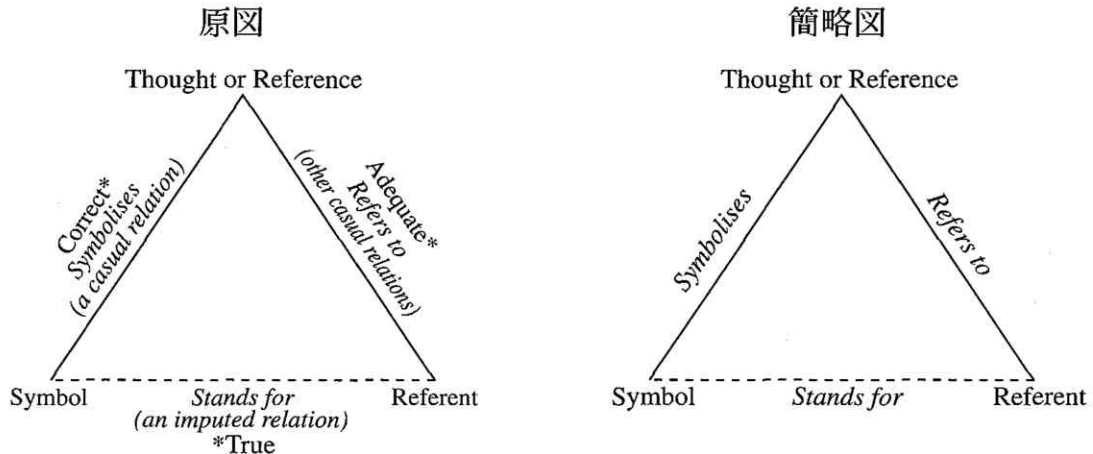 原図
Thought or Reference
Correct*
Symbolises
(a casual relation)
Adequate*
Refers to
(other casual relations)
Symbol
Stands for
Referent
(an imputed relation)
*True
簡略図
Thought or Reference
Symbolises
Refers to
Symbol
Stands for
Referent